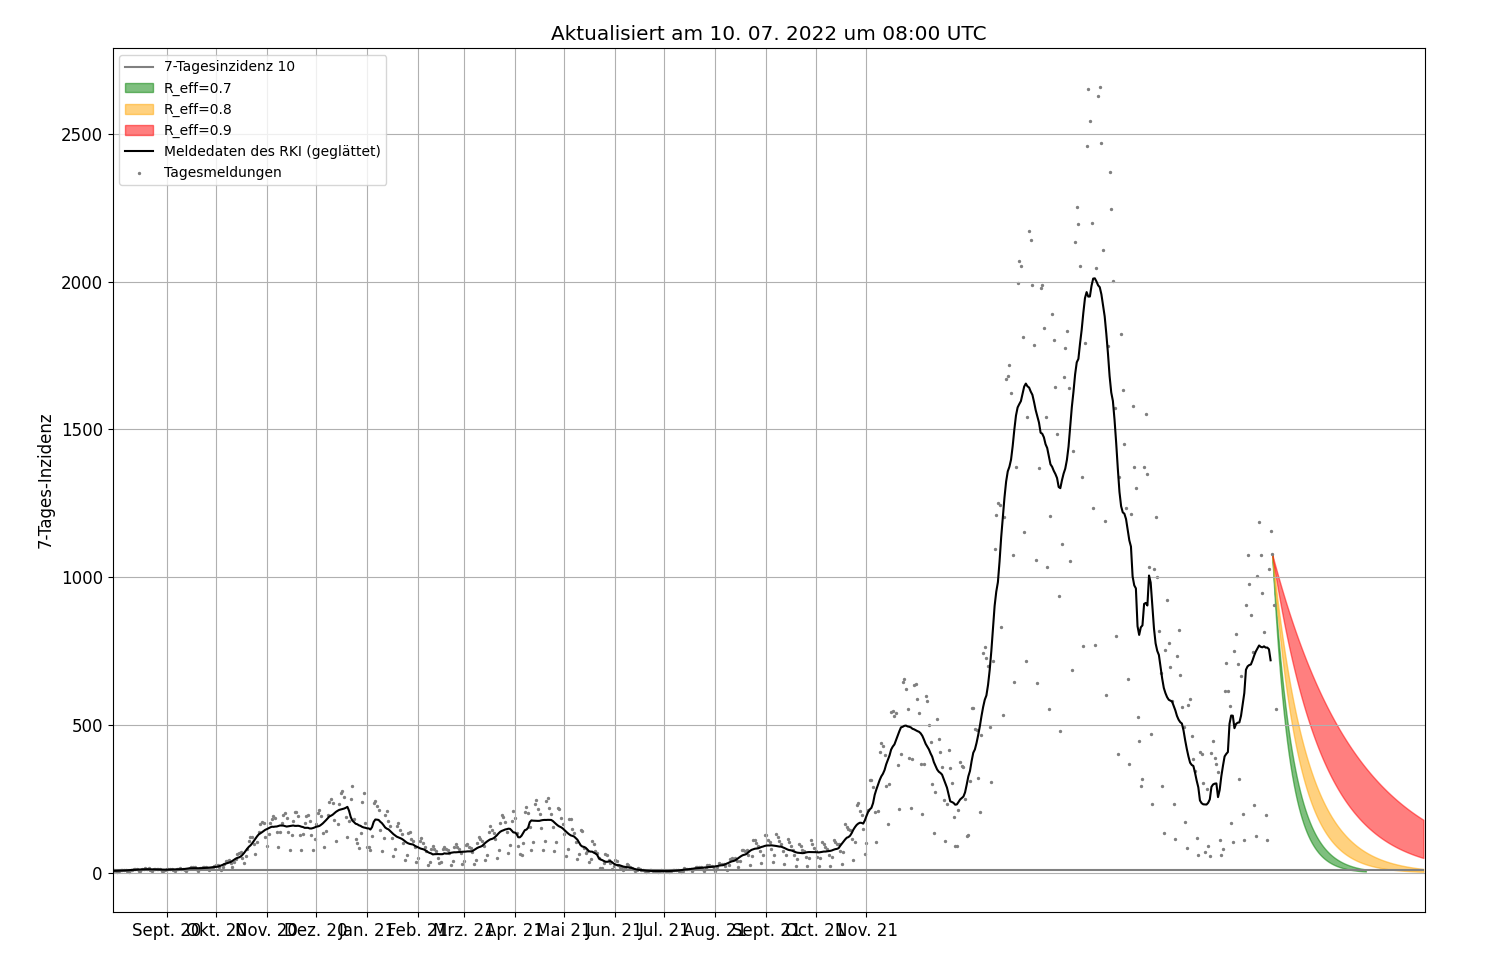 Aktualisiert am 10. 07. 2022 um 08:00 UTC
7-Tagesinzidenz 10
R_eff=0.7
R_eff=0.8
R_eff=0.9
Meldedaten des RKI (geglättet)
Tagesmeldungen
7-Tages-Inzidenz
2500
2000
1500
1000
500
0
Sept. 20 Okt. 20 Nov. 20 Dez. 20 Jan. 21 Feb. 21 Mrz. 21 Apr. 21 Mai 21 Jun. 21 Jul. 21 Aug. 21 Sept. 21 Oct. 21 Nov. 21